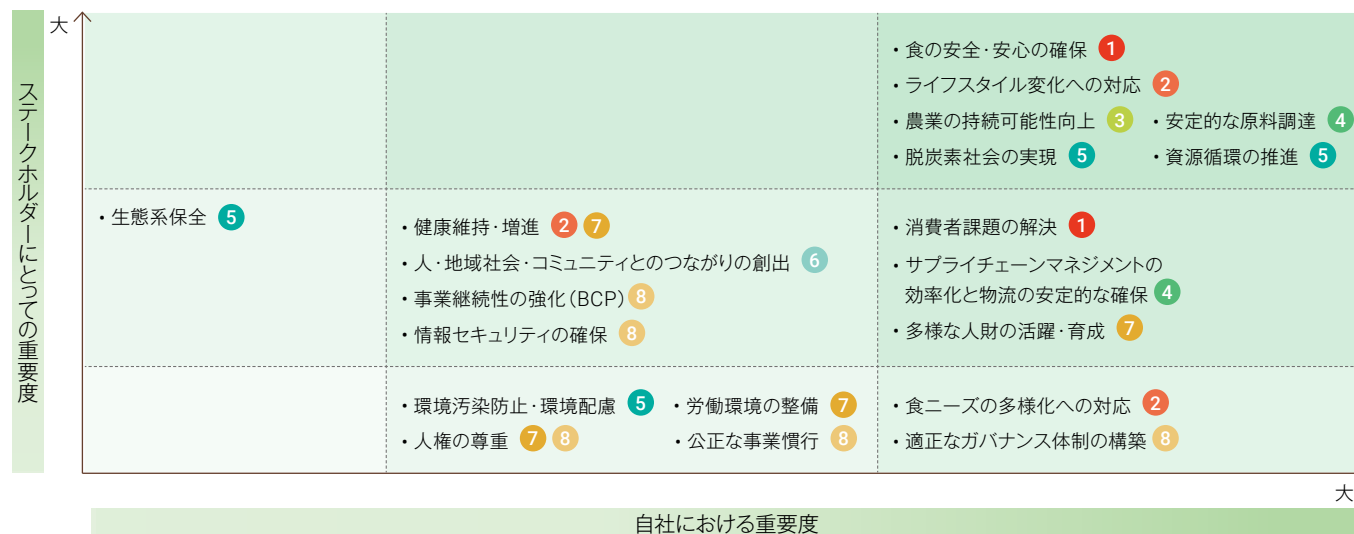 大
ステークホルダーにとっての重要度
・食の安全・安心の確保 1
・ライフスタイル変化への対応 2
・農業の持続可能性向上 3 ・安定的な原料調達 4
・脱炭素社会の実現 5 ・資源循環の推進 5
・生態系保全 5
・健康維持・増進 2 7
・人・地域社会・コミュニティとのつながりの創出 6
・事業継続性の強化(BCP) 8
・情報セキュリティの確保 8
・消費者課題の解決 1
・サプライチェーンマネジメントの
効率化と物流の安定的な確保 4
・多様な人財の活躍・育成 7
・環境汚染防止・環境配慮 5 ・労働環境の整備 7
・人権の尊重 7 8 ・公正な事業慣行 8
・食ニーズの多様化への対応 2
・適正なガバナンス体制の構築 8
大
自社における重要度